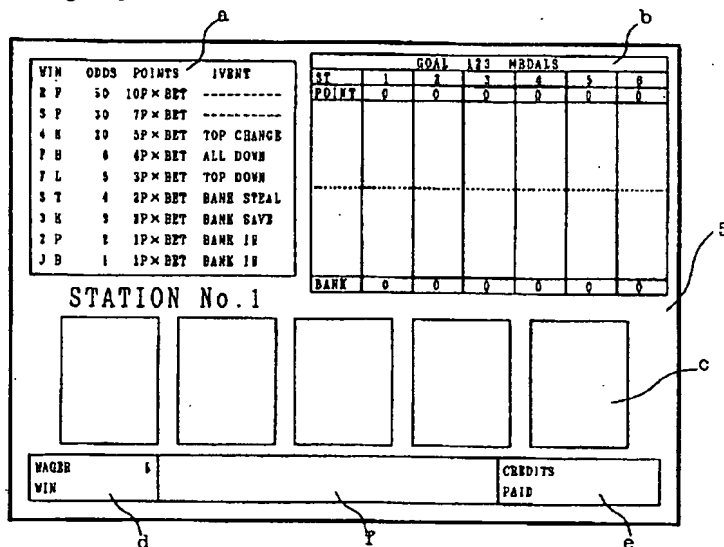 a
b
WIN ODDS POINTS IVENT
R F 50 10P×BET ----------
S F 30 7P×BET ----------
4 K 20 5P×BET TOP CHANGE
F H 6 4P×BET ALL DOWN
F L 5 3P×BET TOP DOWN
S T 4 2P×BET BANK STEAL
3 K 3 2P×BET BANK SAVE
2 P 2 1P×BET BANK IN
J B 1 1P×BET BANK IN
GOAL 123 MEDALS
ST. 1 2 3 4 5 6
POINT 0 0 0 0 0 0
BANK 0 0 0 0 0 0
5
STATION No.1
c
WAGER 5
WIN
CREDITS
PAID
d
f
e